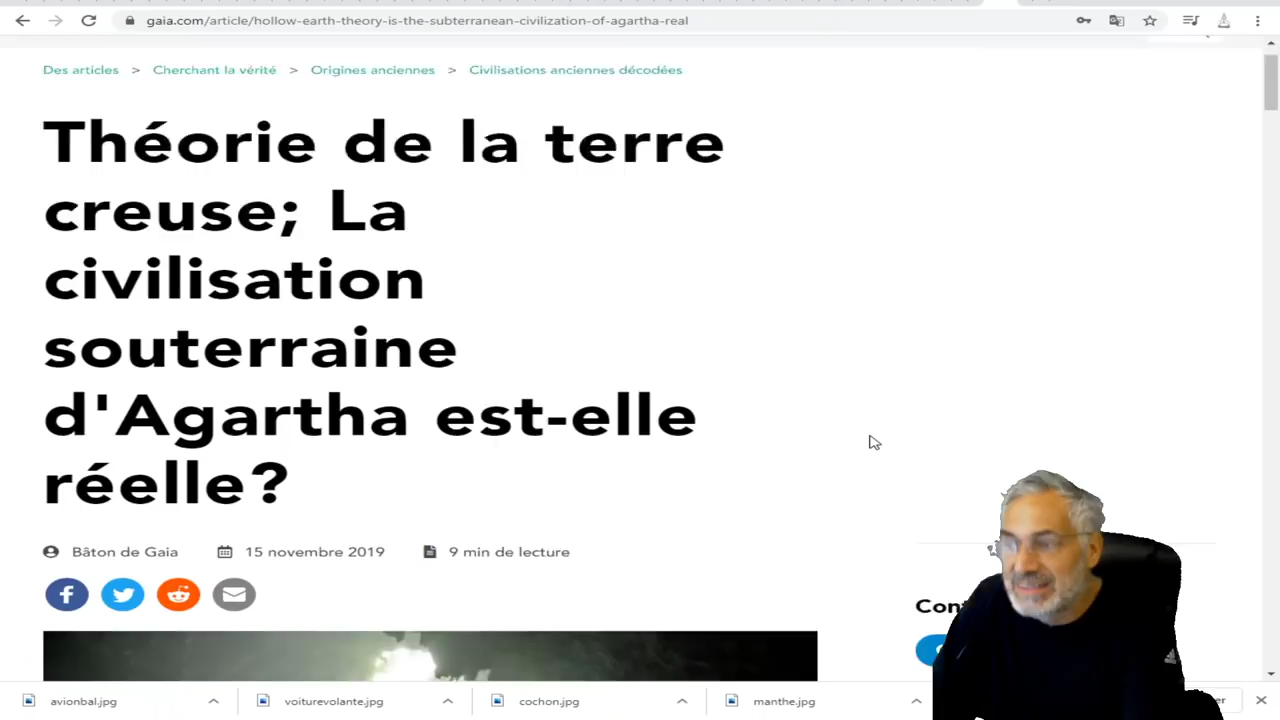 gaia.com/article/hollow-earth-theory-is-the-subterranean-civilization-of-agartha-real
Des articles > Cherchant la vérité > Origines anciennes > Civilisations anciennes décodées
Théorie de la terre
creuse; La
civilisation
souterraine
d'Agartha est-elle
réelle?
Bâton de Gaia 15 novembre 2019 9 min de lecture
avionbal.jpg voiturevolante.jpg cochon.jpg manthe.jpg